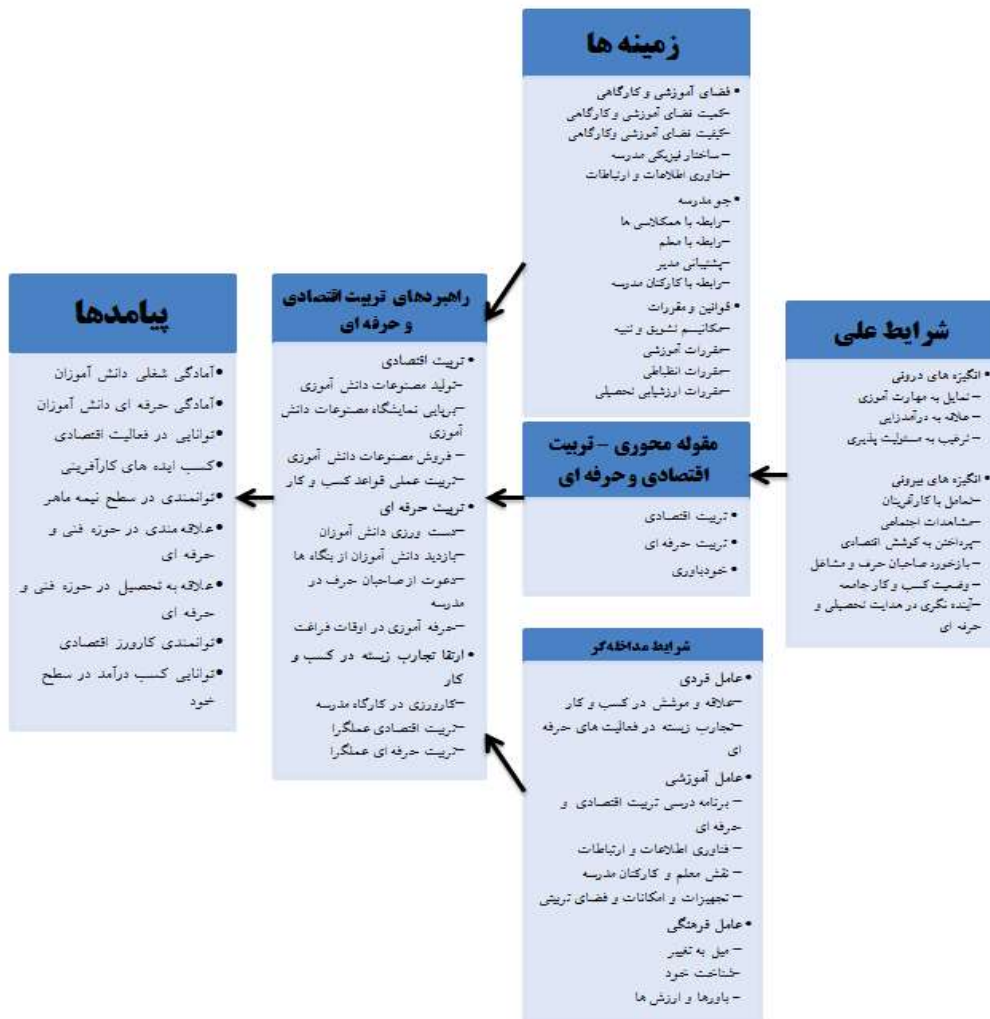 زمینه ها
• فضای آموزشی و کارگاهی
-کمیت فضای آموزشی و کارگاهی
-کیفیت فضای آموزشی وکارگاهی
– ساختار فیزیکی مدرسه
–فناوری اطلاعات و ارتباطات
• جو مدرسه
–رابطه با همکلاسی ها
–رابطه با معلم
–پشتیبانی مدیر
–رابطه با کارکنان مدرسه
• قوانین و مقررات
–مکانیسم تشویق و تنبیه
–مقررات آموزشی
–مقررات انظباطی
–مقررات ارزشیابی تحصیلی
شرایط علی
• انگیزه های درونی
– تمایل به مهارت آموزی
–علاقه به درآمدزایی
– ترغیب به مسئولیت پذیری
• انگیزه های بیرونی
–تعامل با کارآفرینان
–مشاهدات اجتماعی
–پرداختن به کوشش اقتصادی
– بازخورد صاحبان حرف و مشاغل
– وضعیت کسب و کار جامعه
–آینده نگری در هدایت تحصیلی و
حرفه ای
مقوله محوری – تربیت
اقتصادی و حرفه ای
• تربیت اقتصادی
• تربیت حرفه ای
• خودباوری
شرایط مداخله‌گر
• عامل فردی
–علاقه و موشش در کسب و کار
–تجارب زیسته در فعالیت های حرفه
ای
• عامل آموزشی
– برنامه درسی تربیت اقتصادی و
حرفه ای
– فناوری اطلاعات و ارتباطات
– نقش معلم و کارکنان مدرسه
– تجهیزات و امکانات و فضای تربیتی
• عامل فرهنگی
– میل به تغییر
–شناخت خود
– باورها و ارزش ها
راهبردهای تربیت اقتصادی
و حرفه ای
• تربیت اقتصادی
–تولید مصنوعات دانش آموزی
–برپایی نمایشگاه مصنوعات دانش
آموزی
– فروش مصنوعات دانش آموزی
–تربیت عملی قواعد کسب و کار
• تربیت حرفه ای
–دست ورزی دانش آموزان
–بازدید دانش آموزان از بنگاه ها
–دعوت از صاحبان حرف در
مدرسه
–حرفه آموزی در اوقات فراغت
• ارتقا تجارب زیسته در کسب و
کار
–کارورزی در کارگاه مدرسه
–تربیت اقتصادی عملگرا
–تربیت حرفه ای عملگرا
پیامدها
• آمادگی شغلی دانش آموزان
• آمادگی حرفه ای دانش آموزان
• توانایی در فعالیت اقتصادی
• کسب ایده های کارآفرینی
• توانمندی در سطح نیمه ماهر
• علاقه مندی در حوزه فنی و
حرفه ای
• علاقه به تحصیل در حوزه فنی و
حرفه ای
• توانمندی کارورز اقتصادی
• توانایی کسب درآمد در سطح
خود